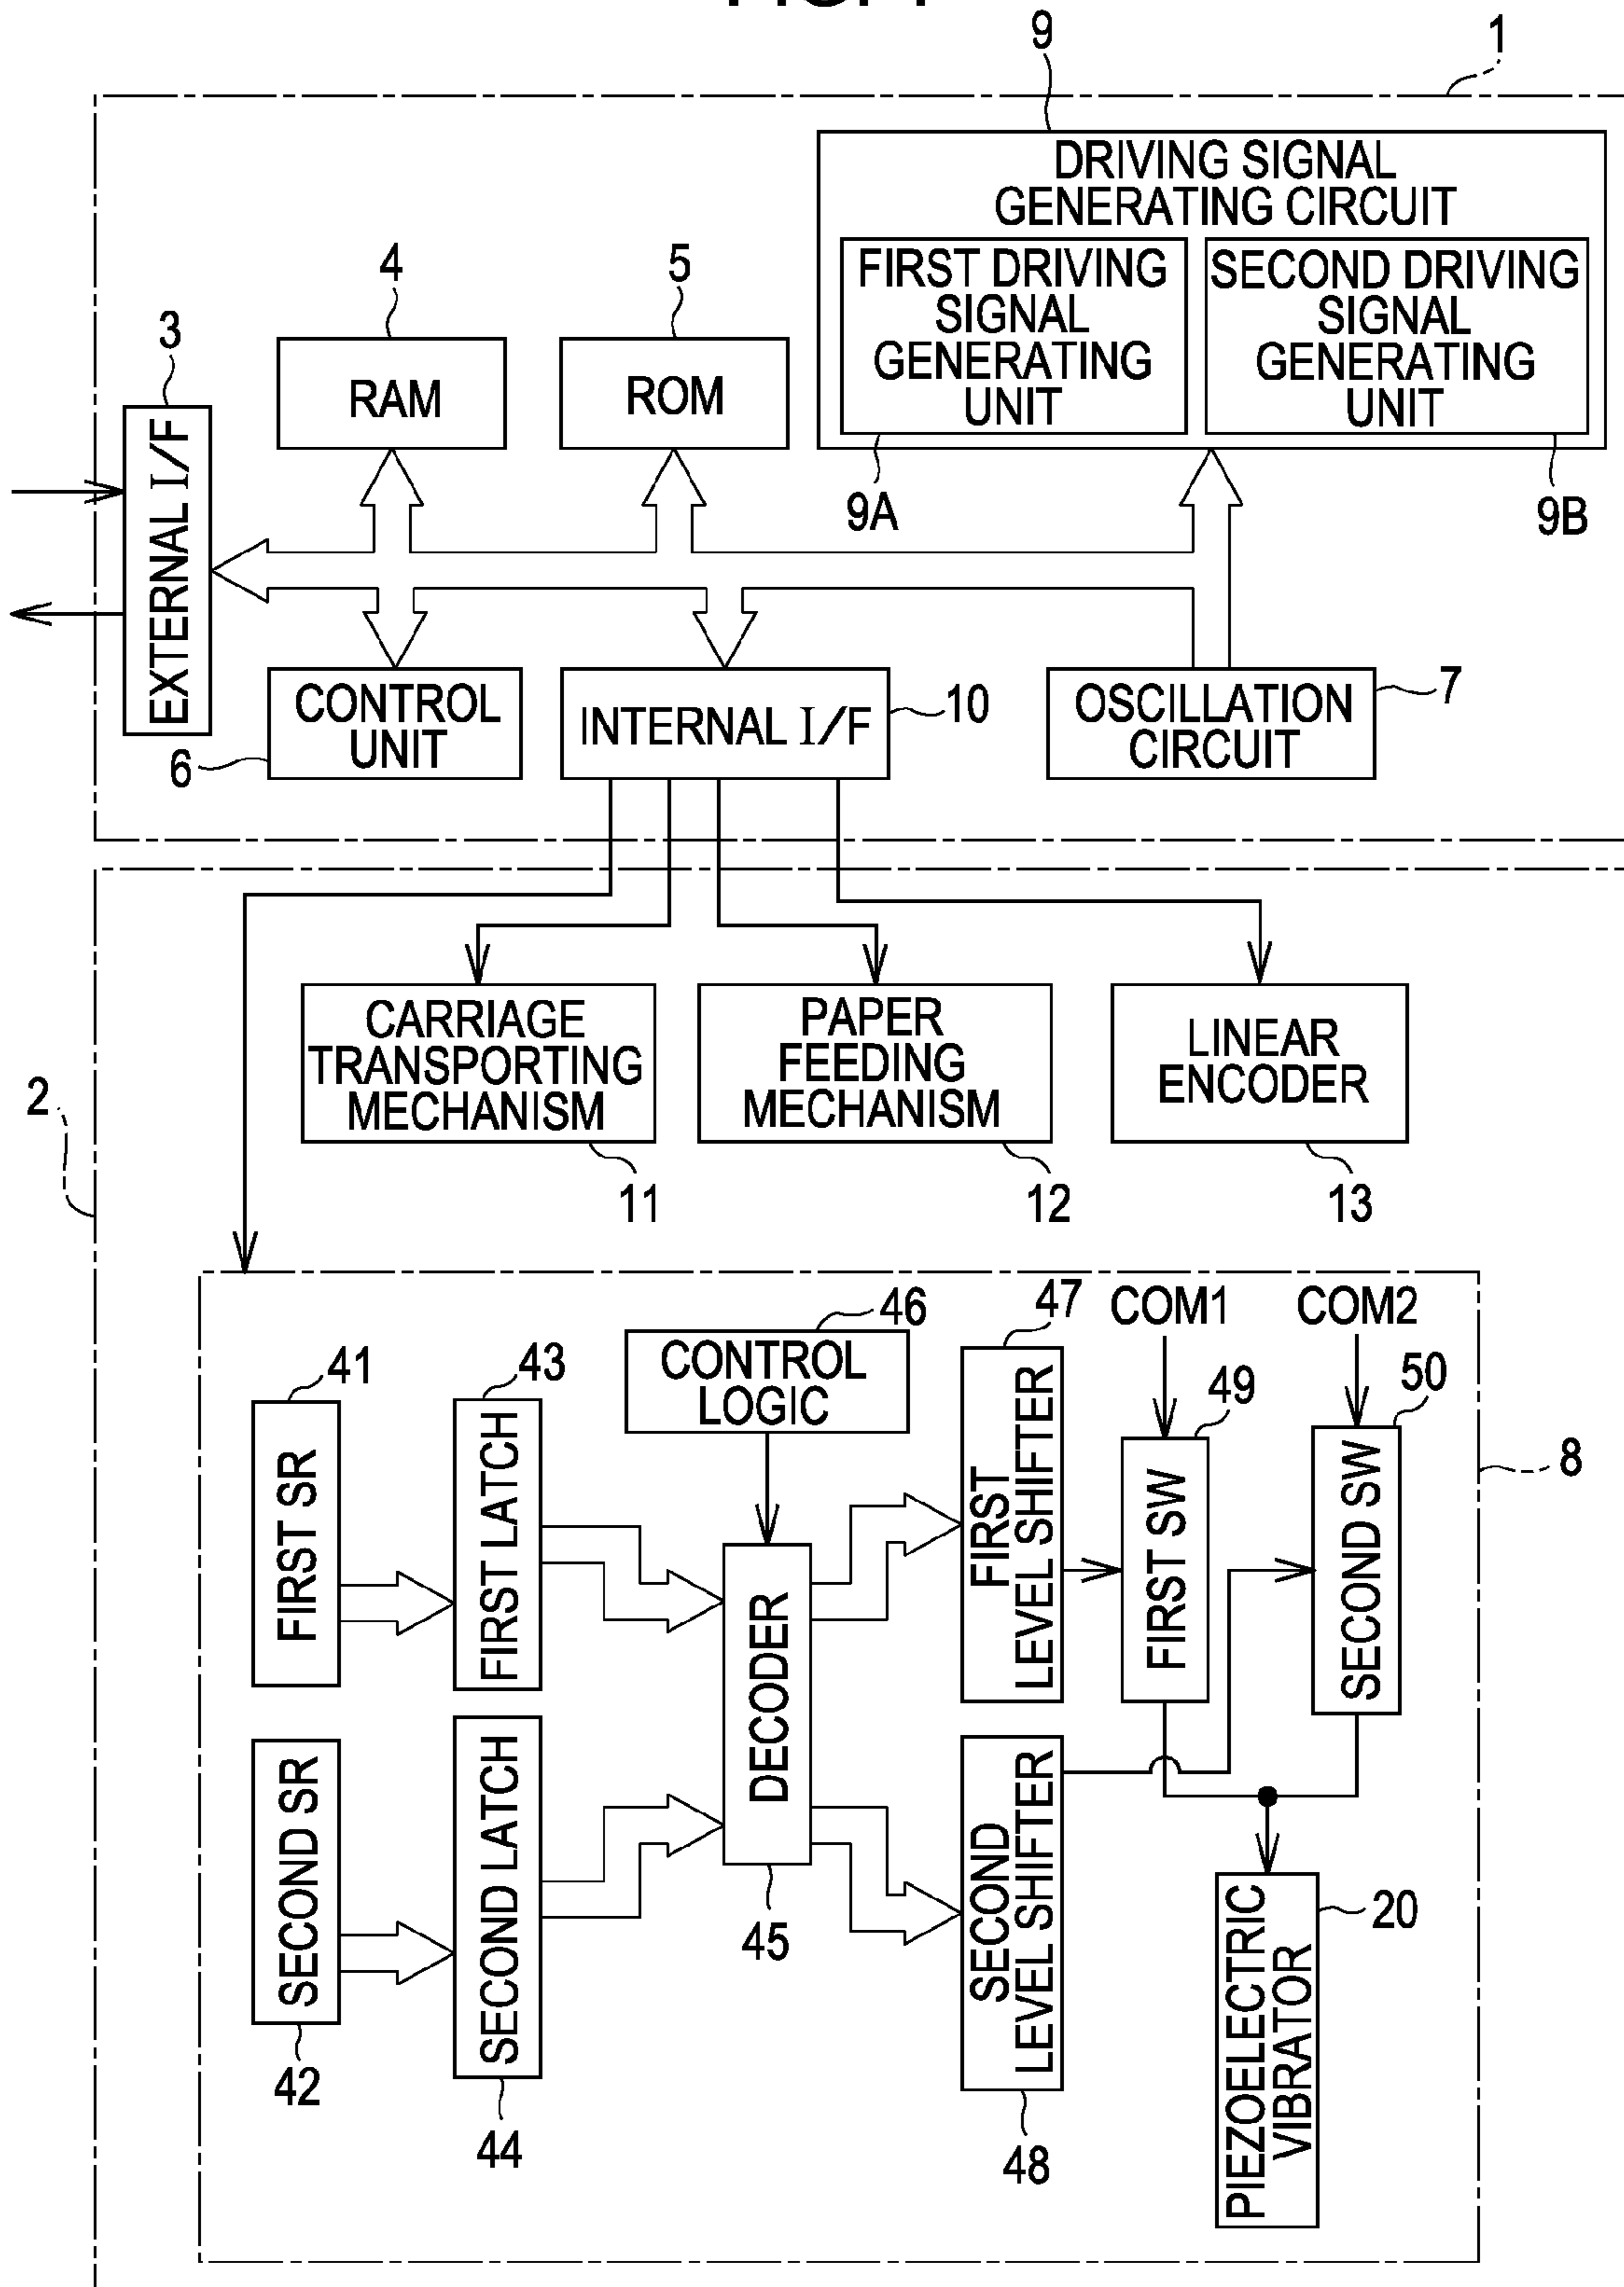 9
1
DRIVING SIGNAL
GENERATING CIRCUIT
FIRST DRIVING
SIGNAL
GENERATING
UNIT
SECOND DRIVING
SIGNAL
GENERATING
UNIT
4
5
3
RAM
ROM
9A
9B
EXTERNAL I/F
CONTROL
UNIT
6
INTERNAL I/F
10
OSCILLATION
CIRCUIT
7
CARRIAGE
TRANSPORTING
MECHANISM
11
PAPER
FEEDING
MECHANISM
12
LINEAR
ENCODER
13
2
41
43
46
47
COM1
COM2
49
50
8
CONTROL
LOGIC
FIRST SR
FIRST LATCH
FIRST
LEVEL SHIFTER
FIRST SW
SECOND SW
DECODER
45
SECOND SR
42
SECOND LATCH
44
SECOND
LEVEL SHIFTER
48
PIEZOELECTRIC
VIBRATOR
20